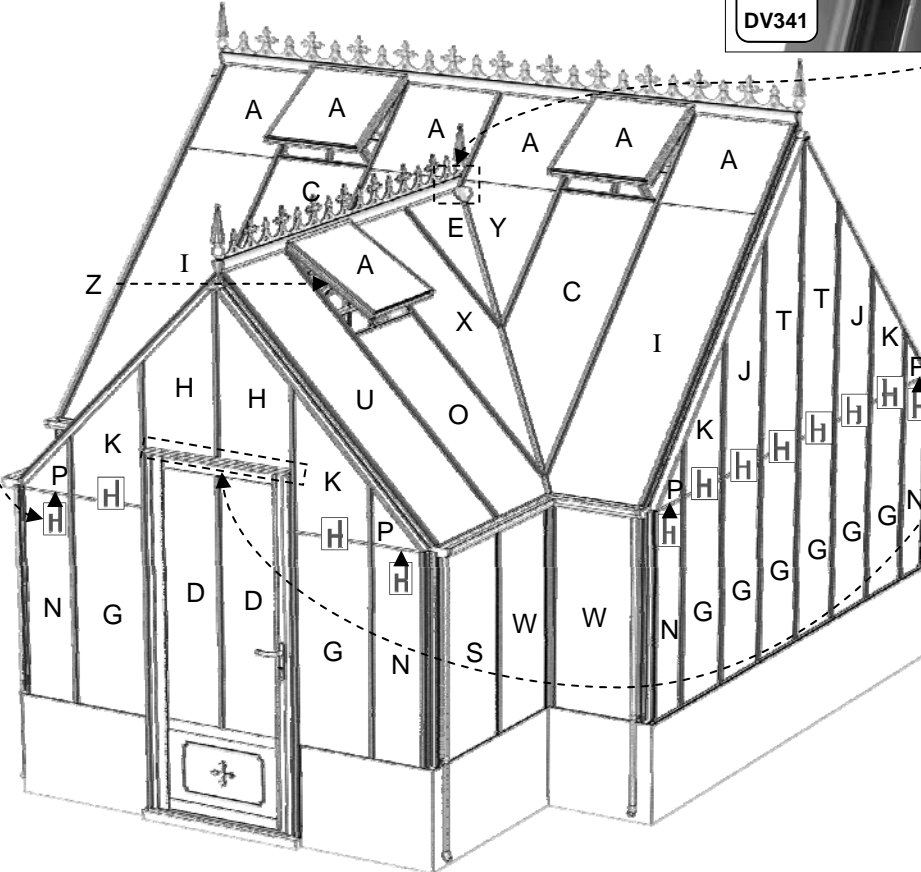 DV341
A A A A A A
C E Y
I A C
Z X I T T J
H H U O J K
K P K P K P
H H H H H H H H H H H H
P H
N G D D G N S W W N G G G G G G N